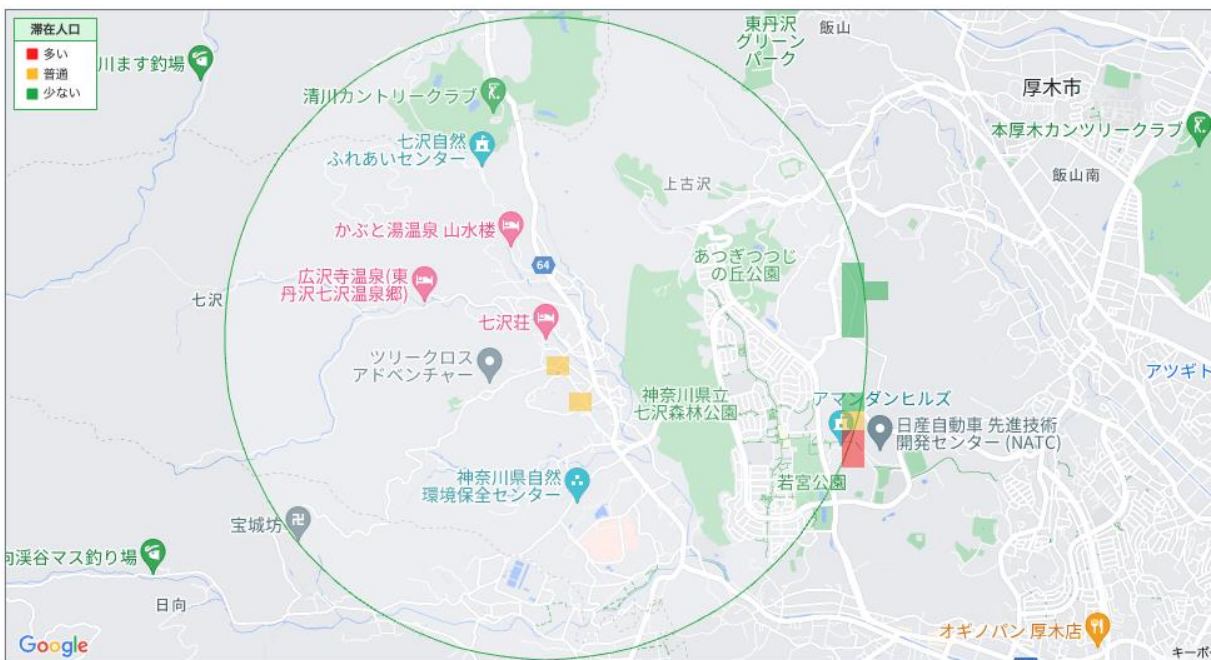 滞在人口
多い
普通
少ない
川ます釣場
清川カントリークラブ
七沢自然
ふれあいセンター
東丹沢
グリーン
パーク
飯山
厚木市
本厚木カンツリークラブ
飯山南
上古沢
かぶと湯温泉 山水楼
64
あつぎつつじ
の丘公園
広沢寺温泉(東
丹沢七沢温泉郷)
七沢
七沢荘
ツリークロス
アドベンチャー
神奈川県立
七沢森林公園
アツギト
アマンダンヒルズ
日産自動車 先進技術
開発センター (NATC)
神奈川県自然
環境保全センター
若宮公園
宝城坊
向渓谷マス釣り場
日向
オギノパン 厚木店
Google
キーボー